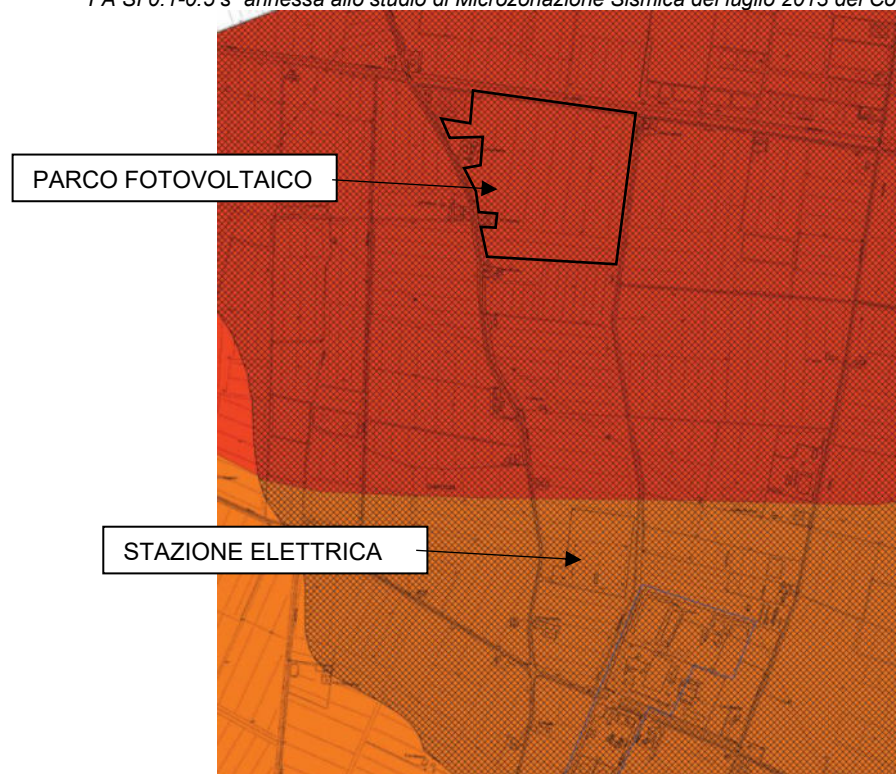 FA SI 0.1-0.5 s" annessa allo studio di Microzonazione Sismica del luglio 2013 del Co
PARCO FOTOVOLTAICO
STAZIONE ELETTRICA